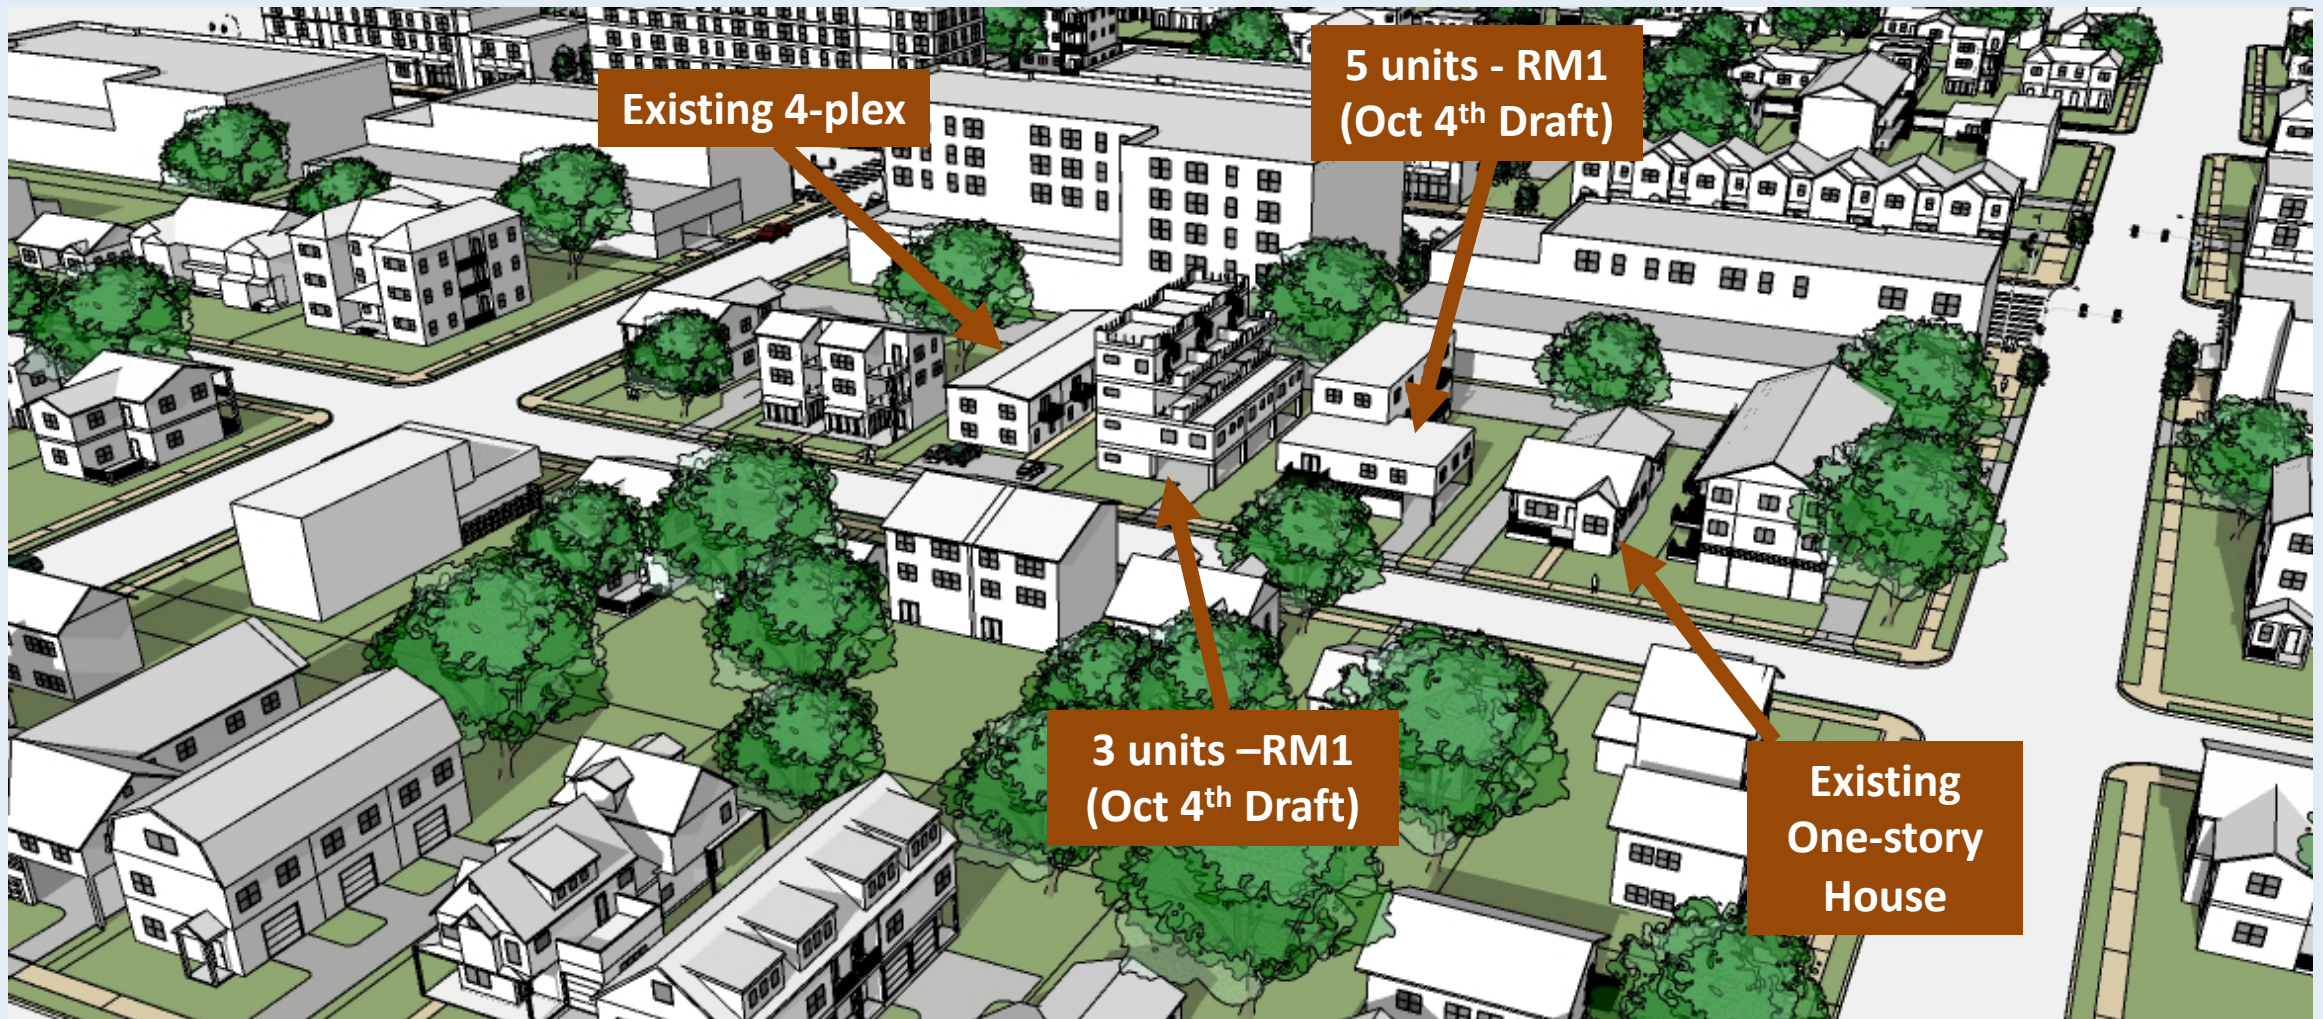 Existing 4-plex
5 units - RM1
(Oct 4th Draft)
3 units –RM1
(Oct 4th Draft)
Existing
One-story
House